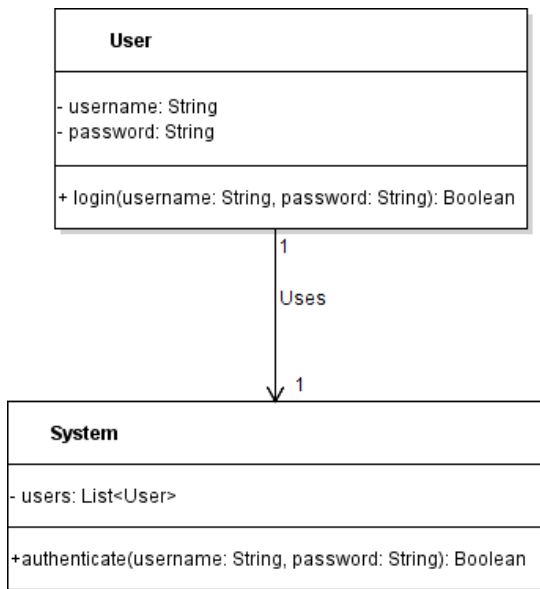 User
- username: String
- password: String
+ login(username: String, password: String): Boolean
1
Uses
1
System
- users: List<User>
+authenticate(username: String, password: String): Boolean